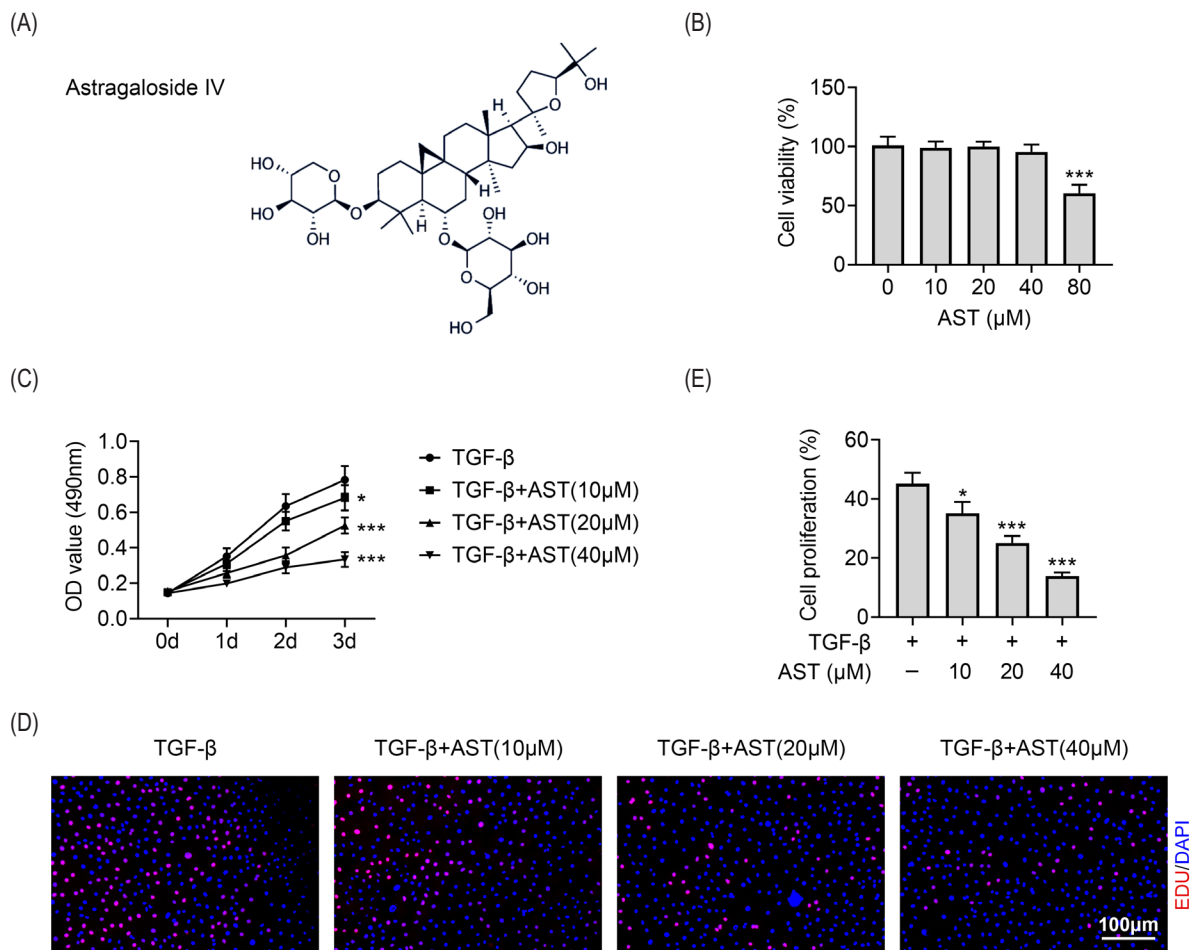 (A)
Astragaloside IV
OH
O
H
OH
HO
O
HO
HO
OH
O
H
H
O
OH
OH
O
OH
HO
(B)
Cell viability (%)
150
100
50
0
***
0 10 20 40 80
AST (µM)
(C)
OD value (490nm)
1.0
0.8
0.6
0.4
0.2
0.0
0d 1d 2d 3d
*
***
***
TGF-β
TGF-β+AST(10µM)
TGF-β+AST(20µM)
TGF-β+AST(40µM)
(E)
Cell proliferation (%)
60
40
20
0
*
***
***
TGF-β + + + +
AST (µM) – 10 20 40
(D)
TGF-β TGF-β+AST(10µM) TGF-β+AST(20µM) TGF-β+AST(40µM)
EDU/DAPI
100µm